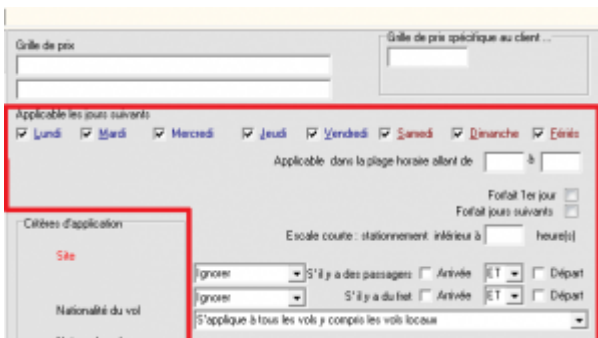 Grille de prix
Grille de prix spécifique au client ...
Applicable les jours suivants
Lundi Mardi Mercredi Jeudi Vendredi Samedi Dimanche Fériés
Applicable dans la plage horaire allant de à
Forfait 1er jour
Forfait jours suivants
Critères d'application
Escale courte : stationnement inférieur à heure(s)
Site
Ignorer S'il y a des passagers Arrivée ET Départ
Ignorer S'il y a du fret Arrivée ET Départ
Nationalité du vol
S'applique à tous les vols y compris les vols locaux